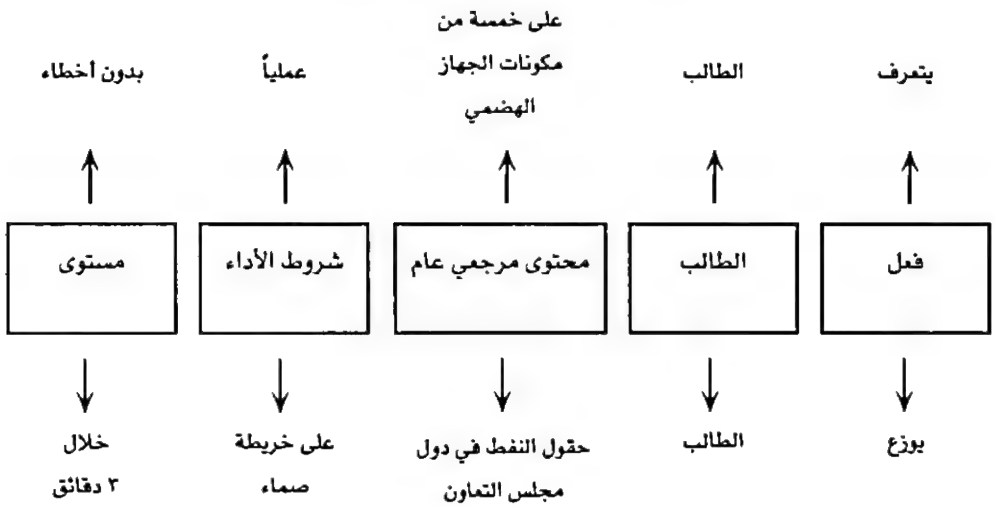 يتعرف
الطالب
على خمسة من
مكونات الجهاز
الهضمي
عملياً
بدون أخطاء
فعل
الطالب
محتوى مرجعي عام
شروط الأداء
مستوى
يوزع
الطالب
حقول النفط في دول
مجلس التعاون
على خريطة
صماء
خلال
٣ دقائق